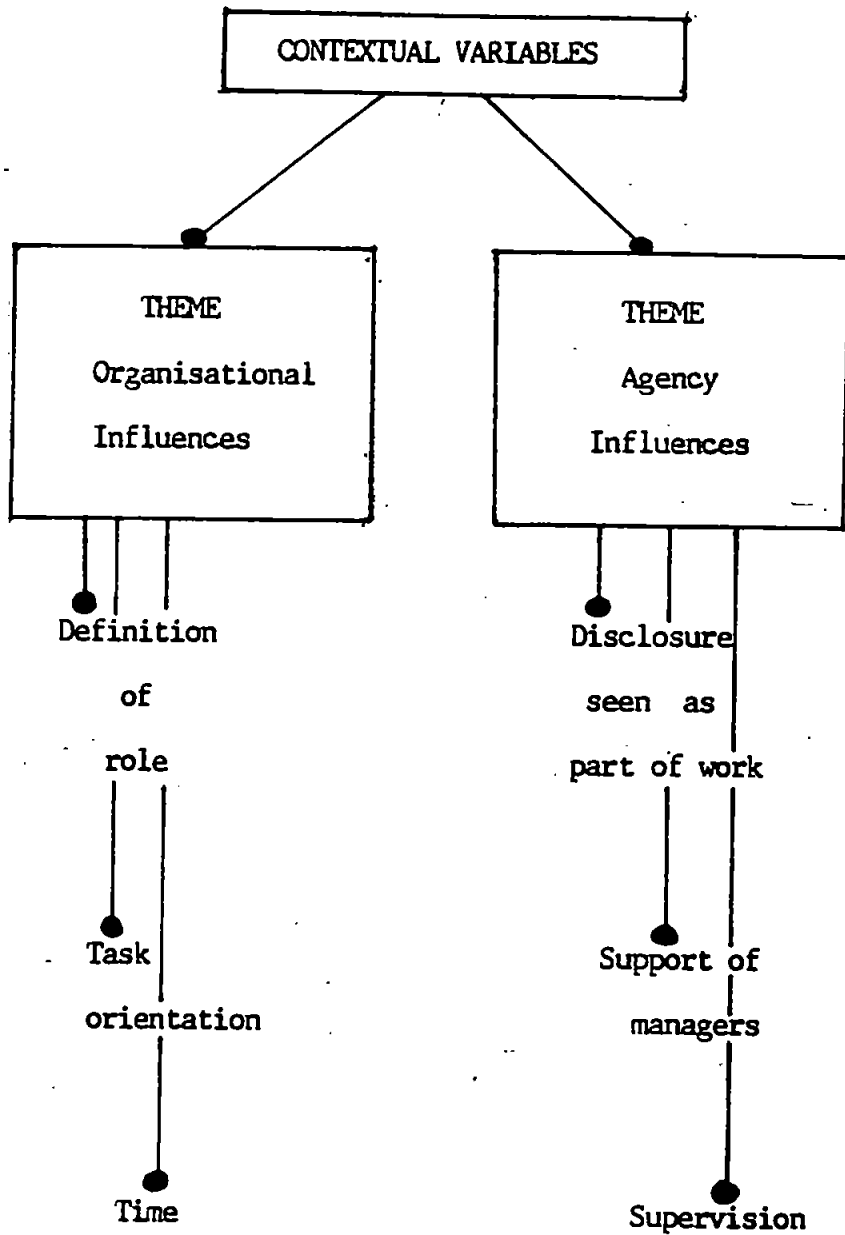 CONTEXTUAL VARIABLES
THEME
Organisational
Influences
THEME
Agency
Influences
Definition
of
role
Disclosure
seen as
part of work
Task
orientation
Support of
managers
Time
Supervision